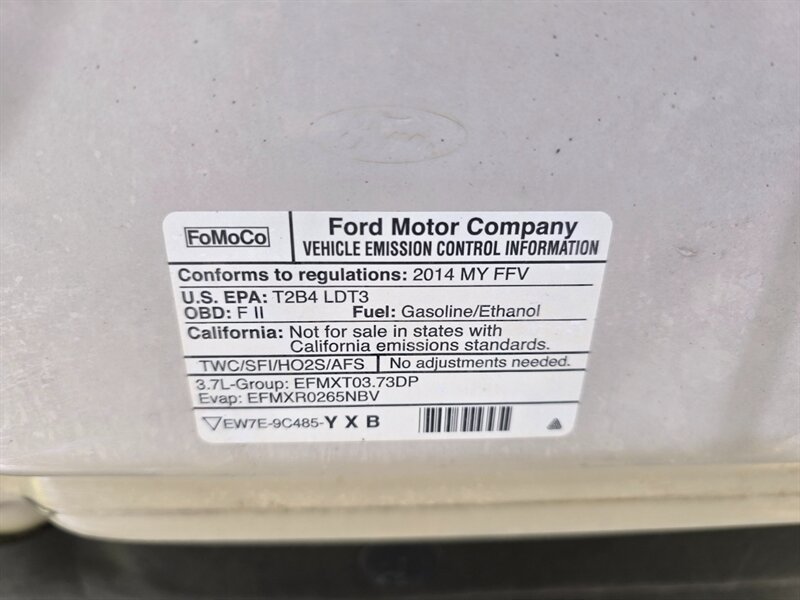 FoMoCo
Ford Motor Company
VEHICLE EMISSION CONTROL INFORMATION
Conforms to regulations: 2014 MY FFV
U.S. EPA: T2B4 LDT3
OBD: F II Fuel: Gasoline/Ethanol
California: Not for sale in states with
California emissions standards.
TWC/SFI/HO2S/AFS No adjustments needed.
3.7L-Group: EFMXT03.73DP
Evap: EFMXR0265NBV
EW7E-9C485-Y X B